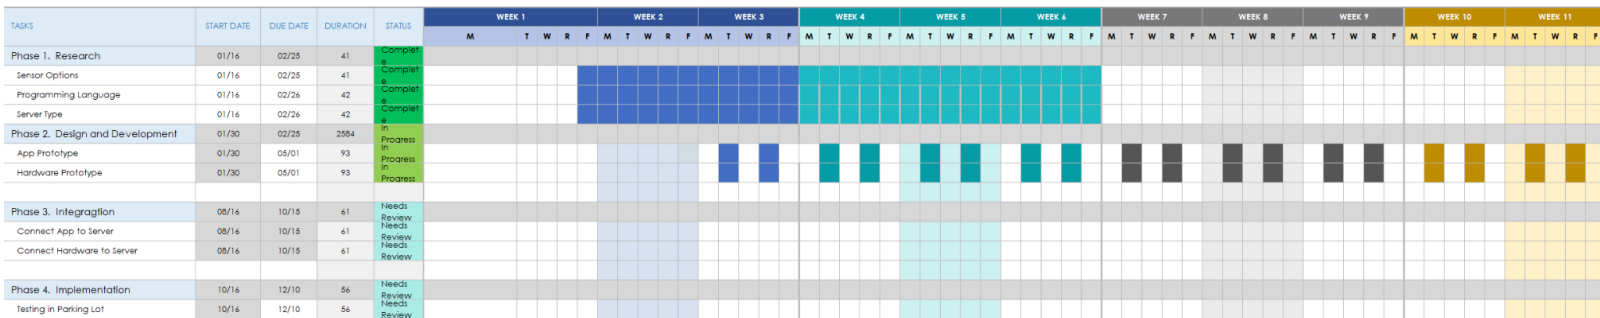 TASKS START DATE DUE DATE DURATION STATUS WEEK 1 WEEK 2 WEEK 3 WEEK 4 WEEK 5 WEEK 6 WEEK 7 WEEK 8 WEEK 9 WEEK 10 WEEK 11
M T W R F M T W R F M T W R F M T W R F M T W R F M T W R F M T W R F M T W R F M T W R F M T W R F M T W R F
Phase 1. Research 01/16 02/25 41 Complete
Sensor Options 01/16 02/25 41 Complete
Programming Language 01/16 02/26 42 Complete
Server Type 01/16 02/26 42 Complete
Phase 2. Design and Development 01/30 02/25 2584 In Progress
App Prototype 01/30 05/01 93 In Progress
Hardware Prototype 01/30 05/01 93 In Progress
Phase 3. Integragtion 08/16 10/15 61 Needs Review
Connect App to Server 08/16 10/15 61 Needs Review
Connect Hardware to Server 08/16 10/15 61 Needs Review
Phase 4. Implementation 10/16 12/10 56 Needs Review
Testing in Parking Lot 10/16 12/10 56 Needs Review